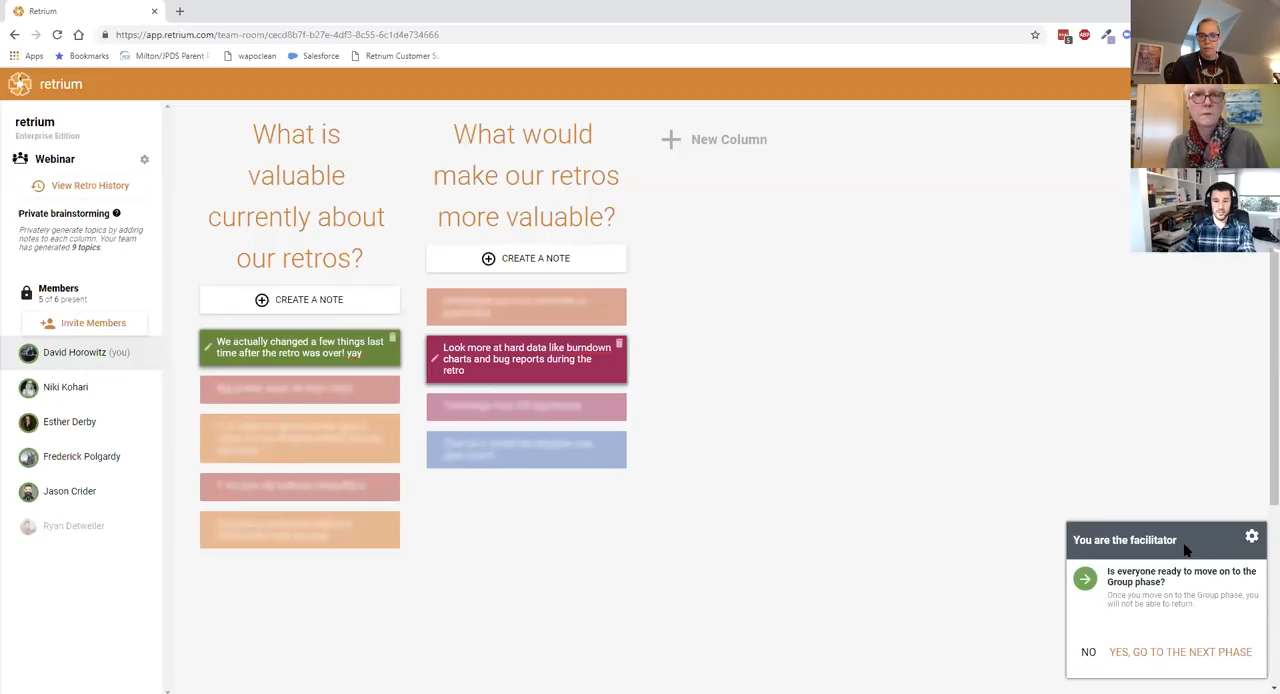 Retrium
https://app.retrium.com/team-room/cecd8b7f-b27e-4df3-8c55-6c1d4e734666
Apps
Bookmarks
Milton/JPDS Parent
wapoclean
Salesforce
Retrium Customer Su
retrium
retrium
Enterprise Edition
Webinar
View Retro History
Private brainstorming
Privately generate topics by adding
notes to each column. Your team
has generated 9 topics.
Members
5 of 6 present
Invite Members
David Horowitz (you)
Niki Kohari
Esther Derby
Frederick Polgardy
Jason Crider
Ryan Detweiler
What is
valuable
currently about
our retros?
CREATE A NOTE
We actually changed a few things last
time after the retro was over! yay
What would
make our retros
more valuable?
CREATE A NOTE
Look more at hard data like burndown
charts and bug reports during the
retro
New Column
You are the facilitator
Is everyone ready to move on to the
Group phase?
Once you move on to the Group phase, you
will not be able to return
NO
YES, GO TO THE NEXT PHASE